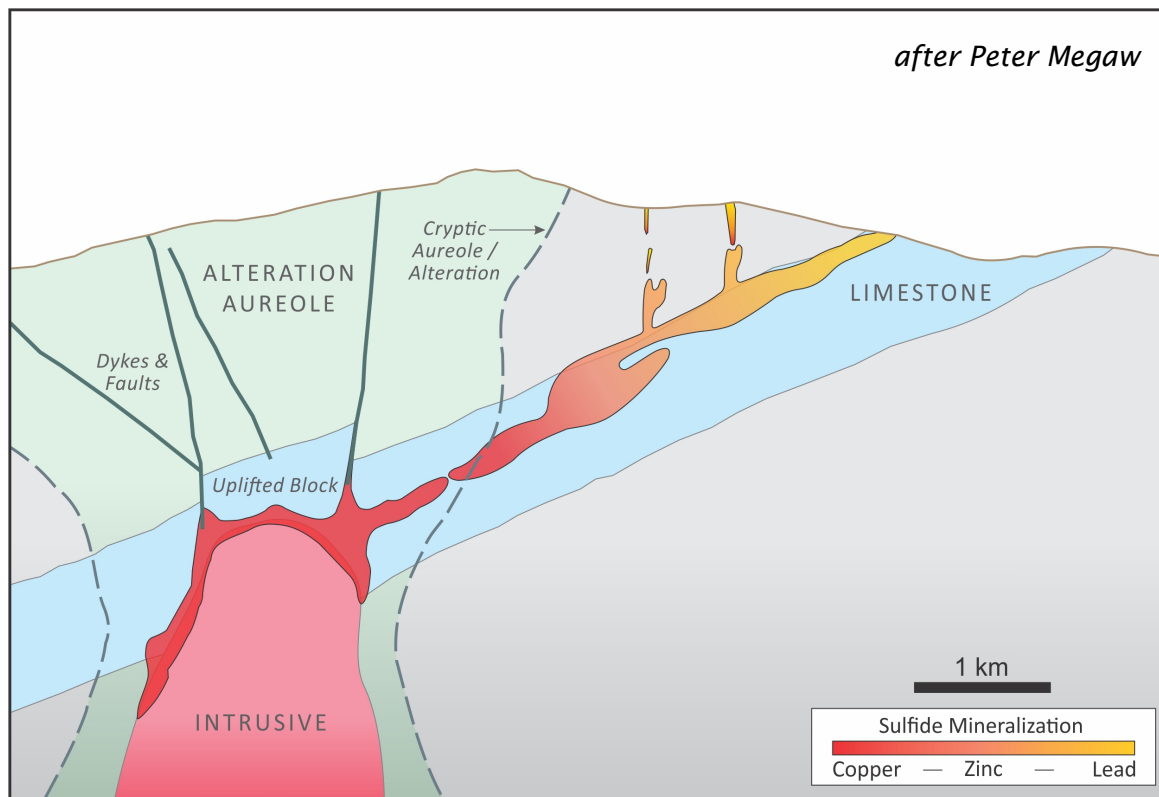 after Peter Megaw
Cryptic
Aureole /
Alteration
ALTERATION
AUREOLE
LIMESTONE
Dykes &
Faults
Uplifted Block
INTRUSIVE
1 km
Sulfide Mineralization
Copper — Zinc — Lead